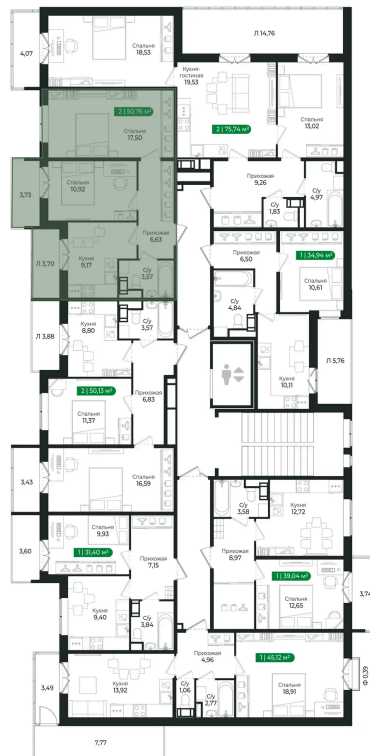 4,07
Спальня
18,53
Л 14,76
Кухня-
гостиная
19,53
Спальня
13,02
2 | 75,74 м²
2 | 50,76 м²
Спальня
17,50
Прихожая
9,26
С/у
1,83
С/у
4,97
3,73
Спальня
10,92
Прихожая
6,63
Прихожая
6,50
1 | 34,94 м²
Спальня
10,61
Л 3,70
Кухня
9,17
С/у
3,57
С/у
4,84
Л 3,88
Кухня
8,80
С/у
3,57
Кухня
10,11
Л 5,76
2 | 50,13 м²
Спальня
11,37
Прихожая
6,83
3,43
Спальня
16,59
С/у
3,58
Кухня
12,72
3,60
Спальня
9,93
1 | 31,40 м²
Прихожая
7,15
Прихожая
8,97
1 | 39,04 м²
Спальня
12,65
3,74
Кухня
9,40
С/у
3,84
Прихожая
4,96
1 | 45,12 м²
Спальня
18,91
Ф 0,39
3,49
Кухня
13,92
С/у
1,06
С/у
2,77
7,77